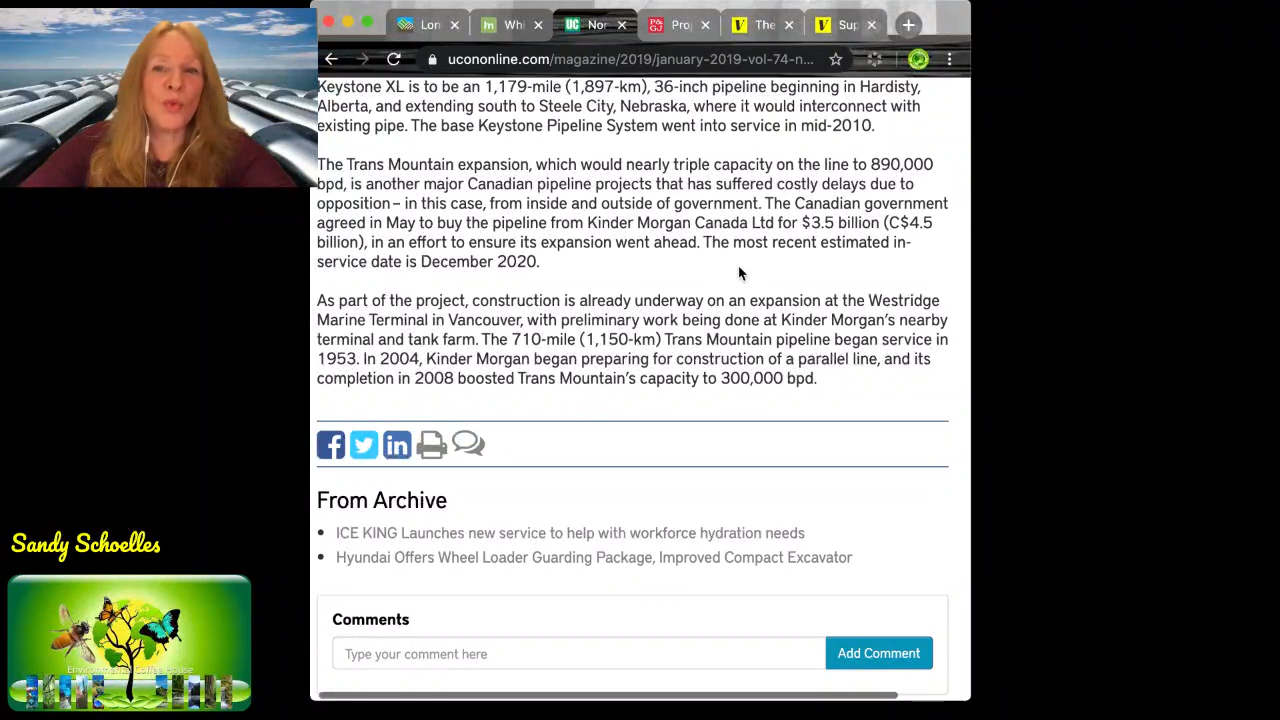 Lon
Whi
UC
Nor
P&
GJ
Proj
The
Sup
uconline.com/magazine/2019/january-2019-vol-74-n...
Keystone XL is to be an 1,179-mile (1,897-km), 36-inch pipeline beginning in Hardisty,
Alberta, and extending south to Steele City, Nebraska, where it would interconnect with
existing pipe. The base Keystone Pipeline System went into service in mid-2010.
The Trans Mountain expansion, which would nearly triple capacity on the line to 890,000
bpd, is another major Canadian pipeline projects that has suffered costly delays due to
opposition – in this case, from inside and outside of government. The Canadian government
agreed in May to buy the pipeline from Kinder Morgan Canada Ltd for $3.5 billion (C$4.5
billion), in an effort to ensure its expansion went ahead. The most recent estimated in-
service date is December 2020.
As part of the project, construction is already underway on an expansion at the Westridge
Marine Terminal in Vancouver, with preliminary work being done at Kinder Morgan's nearby
terminal and tank farm. The 710-mile (1,150-km) Trans Mountain pipeline began service in
1953. In 2004, Kinder Morgan began preparing for construction of a parallel line, and its
completion in 2008 boosted Trans Mountain's capacity to 300,000 bpd.
From Archive
ICE KING Launches new service to help with workforce hydration needs
Hyundai Offers Wheel Loader Guarding Package, Improved Compact Excavator
Comments
Type your comment here
Add Comment
Sandy Schoelles
Environmental Coffee House